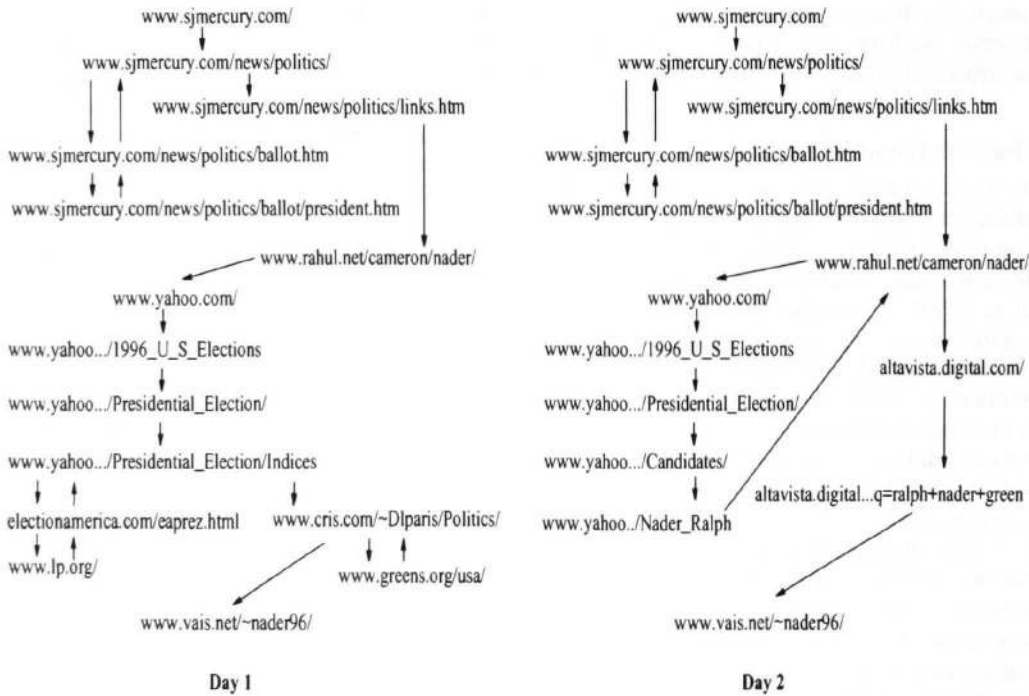 www.sjmercury.com/
www.sjmercury.com/news/politics/
www.sjmercury.com/news/politics/links.htm
www.sjmercury.com/news/politics/ballot.htm
www.sjmercury.com/news/politics/ballot/president.htm
www.rahul.net/cameron/nader/
www.yahoo.com/
www.yahoo.../1996_U_S_Elections
www.yahoo.../Presidential_Election/
www.yahoo.../Presidential_Election/Indices
electionamerica.com/eaprez.html
www.cris.com/~Dlparis/Politics/
www.lp.org/
www.greens.org/usa/
www.vais.net/~nader96/
Day 1
www.sjmercury.com/
www.sjmercury.com/news/politics/
www.sjmercury.com/news/politics/links.htm
www.sjmercury.com/news/politics/ballot.htm
www.sjmercury.com/news/politics/ballot/president.htm
www.rahul.net/cameron/nader/
www.yahoo.com/
www.yahoo.../1996_U_S_Elections
altavista.digital.com/
www.yahoo.../Presidential_Election/
www.yahoo.../Candidates/
altavista.digital...q=ralph+nader+green
www.yahoo../Nader_Ralph
www.vais.net/~nader96/
Day 2